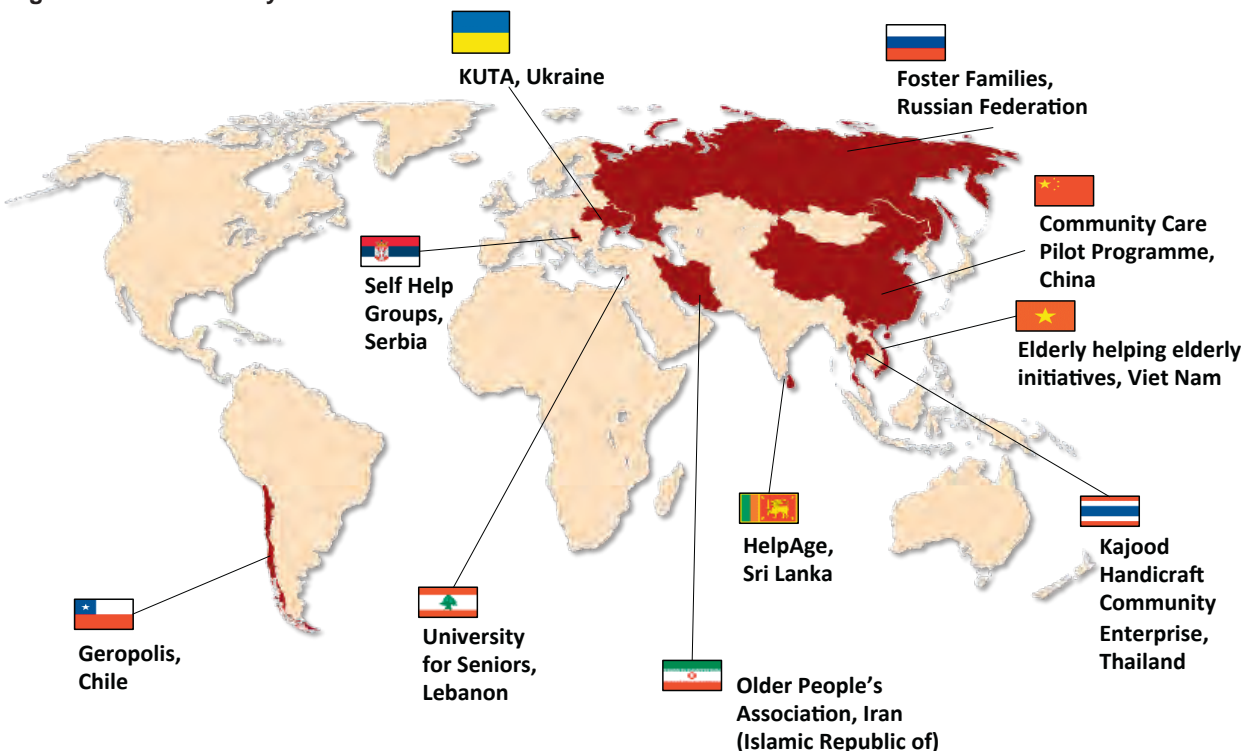 KUTA, Ukraine
Foster Families,
Russian Federation
Community Care
Pilot Programme,
China
Self Help
Groups,
Serbia
Elderly helping elderly
initiatives, Viet Nam
HelpAge,
Sri Lanka
Kajood
Handicraft
Community
Enterprise,
Thailand
Geropolis,
Chile
University
for Seniors,
Lebanon
Older People’s
Association, Iran
(Islamic Republic of)